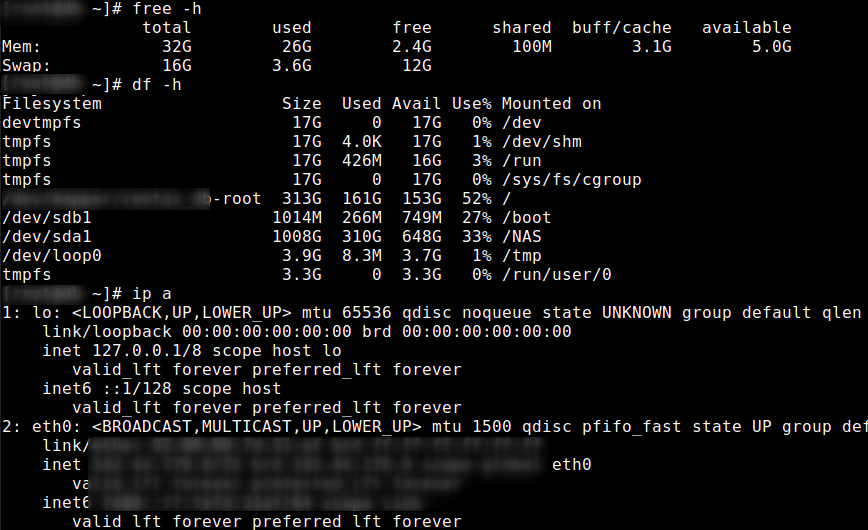 ~]# free -h
total used free shared buff/cache available
Mem: 32G 26G 2.4G 100M 3.1G 5.0G
Swap: 16G 3.6G 12G
~]# df -h
Filesystem Size Used Avail Use% Mounted on
devtmpfs 17G 0 17G 0% /dev
tmpfs 17G 4.0K 17G 1% /dev/shm
tmpfs 17G 426M 16G 3% /run
tmpfs 17G 0 17G 0% /sys/fs/cgroup
b-root 313G 161G 153G 52% /
/dev/sdb1 1014M 266M 749M 27% /boot
/dev/sda1 1008G 310G 648G 33% /NAS
/dev/loop0 3.9G 8.3M 3.7G 1% /tmp
tmpfs 3.3G 0 3.3G 0% /run/user/0
~]# ip a
1: lo: <LOOPBACK,UP,LOWER_UP> mtu 65536 qdisc noqueue state UNKNOWN group default qlen
link/loopback 00:00:00:00:00:00 brd 00:00:00:00:00:00
inet 127.0.0.1/8 scope host lo
valid_lft forever preferred_lft forever
inet6 ::1/128 scope host
valid_lft forever preferred_lft forever
2: eth0: <BROADCAST,MULTICAST,UP,LOWER_UP> mtu 1500 qdisc pfifo_fast state UP group def
link/
inet eth0
va
inet6
valid_lft forever preferred_lft forever